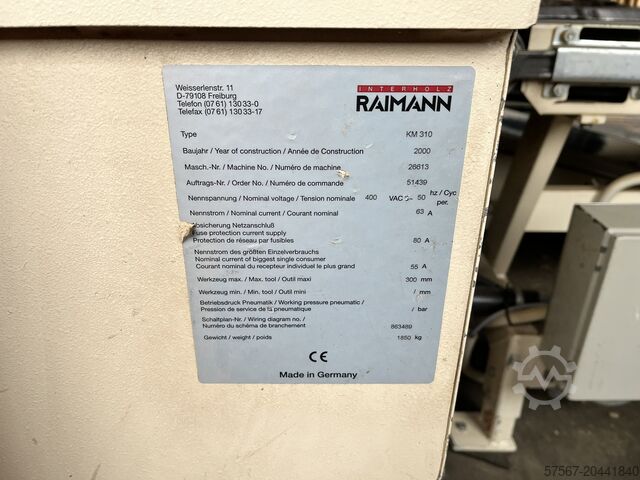 Weisserlenstr. 11
D-79108 Freiburg
Telefon (07 61) 130 33-0
Telefax (07 61) 130 33-17
INTERHOLZ
RAIMANN
Type KM 310
Baujahr / Year of construction / Année de Construction 2000
Masch.-Nr. / Machine No. / Numéro de machine 26613
Auftrags-Nr. / Order No. / Numéro de commande 51439
Nennspannung / Nominal voltage / Tension nominale 400 VAC 50 hz / Cyc per.
Nennstrom / Nominal current / Courant nominal 63 A
Absicherung Netzanschluß
Fuse protection current supply
Protection de réseau par fusibles 80 A
Nennstrom des größten Einzelverbrauchs
Nominal current of biggest single consumer
Courant nominal du recepteur individuel le plus grand 55 A
Werkzeug max. / Max. tool / Outil maxi 300 mm
Werkzeug min. / Min. tool / Outil mini / mm
Betriebsdruck Pneumatik / Working pressure pneumatic /
Pression de service de la pneumatique / bar
Schaltplan-Nr. / Wiring diagram no. /
Numéro du schéma de branchement 863489
Gewicht / weight / poids 1850 kg
CE
Made in Germany
57567-20441840